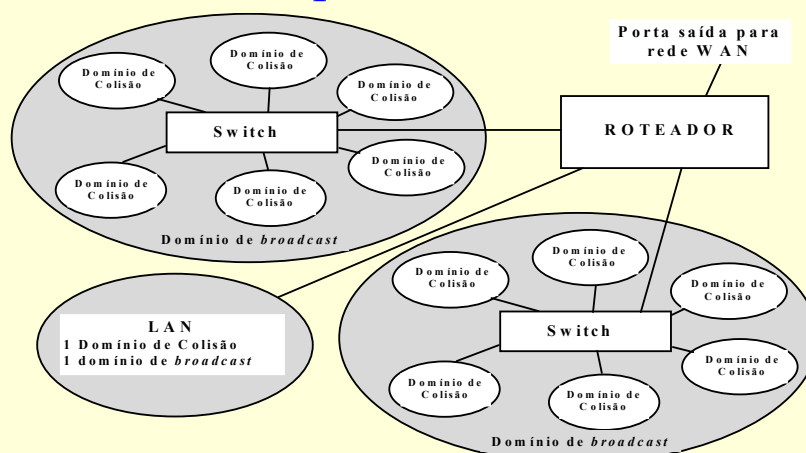 Porta saída para
rede WAN
ROTEADOR
Domínio de
Colisão
Domínio de
Colisão
Domínio de
Colisão
Switch
Domínio de
Colisão
Domínio de
Colisão
Domínio de
Colisão
Domínio de broadcast
LAN
1 Domínio de Colisão
1 domínio de broadcast
Domínio de
Colisão
Domínio de
Colisão
Domínio de
Colisão
Switch
Domínio de
Colisão
Domínio de
Colisão
Domínio de
Colisão
Domínio de broadcast